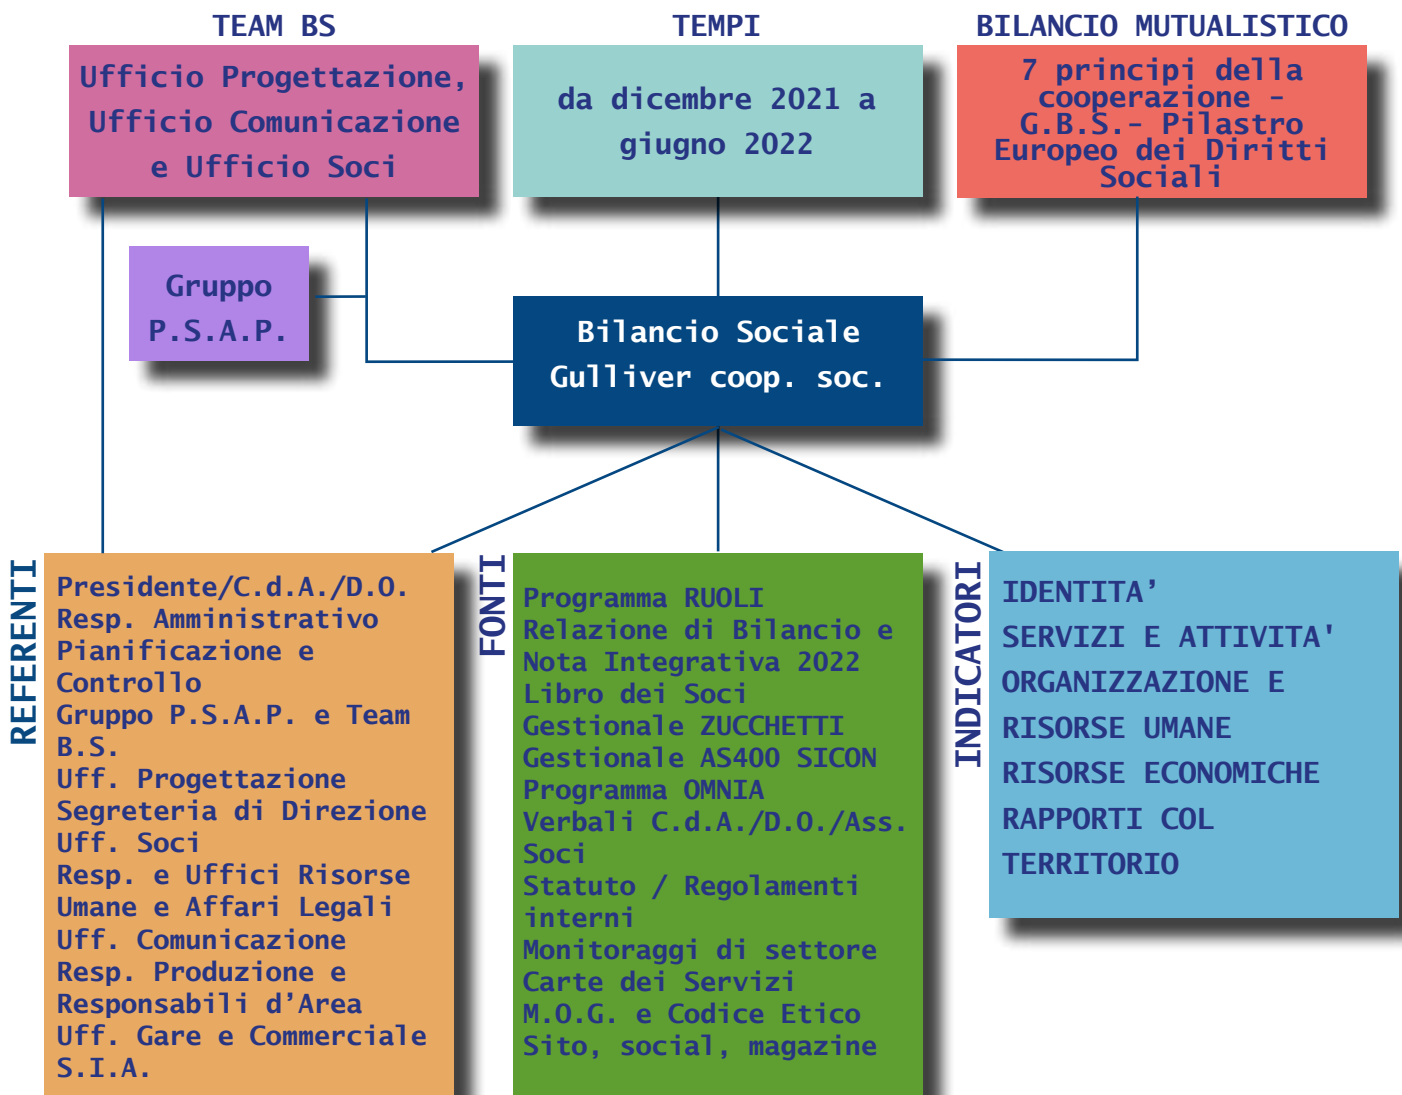 TEAM BS
Ufficio Progettazione,
Ufficio Comunicazione
e Ufficio Soci
TEMPI
da dicembre 2021 a
giugno 2022
BILANCIO MUTUALISTICO
7 principi della
cooperazione -
G.B.S.- Pilastro
Europeo dei Diritti
Sociali
Gruppo
P.S.A.P.
Bilancio Sociale
Gulliver coop. soc.
REFERENTI
Presidente/C.d.A./D.O.
Resp. Amministrativo
Pianificazione e
Controllo
Gruppo P.S.A.P. e Team
B.S.
Uff. Progettazione
Segreteria di Direzione
Uff. Soci
Resp. e Uffici Risorse
Umane e Affari Legali
Uff. Comunicazione
Resp. Produzione e
Responsabili d’Area
Uff. Gare e Commerciale
S.I.A.
FONTI
Programma RUOLI
Relazione di Bilancio e
Nota Integrativa 2022
Libro dei Soci
Gestionale ZUCCHETTI
Gestionale AS400 SICON
Programma OMNIA
Verbali C.d.A./D.O./Ass.
Soci
Statuto / Regolamenti
interni
Monitoraggi di settore
Carte dei Servizi
M.O.G. e Codice Etico
Sito, social, magazine
INDICATORI
IDENTITA’
SERVIZI E ATTIVITA'
ORGANIZZAZIONE E
RISORSE UMANE
RISORSE ECONOMICHE
RAPPORTI COL
TERRITORIO